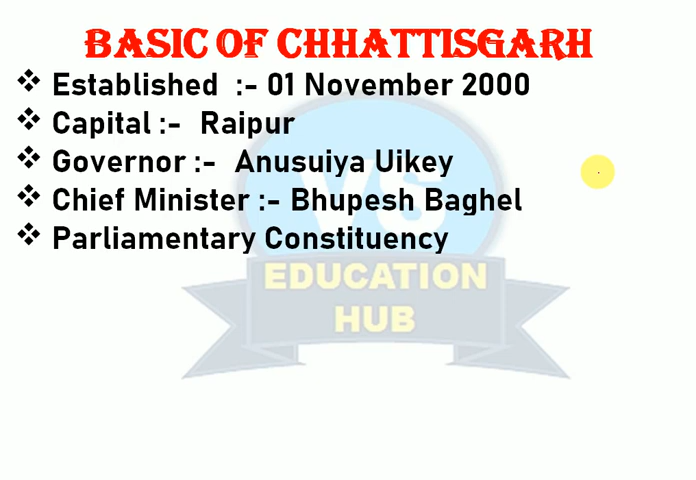 BASIC OF CHHATTISGARH
❖ Established :- 01 November 2000
❖ Capital :- Raipur
❖ Governor :- Anusuiya Uikey
❖ Chief Minister :- Bhupesh Baghel
❖ Parliamentary Constituency
VS
EDUCATION
HUB